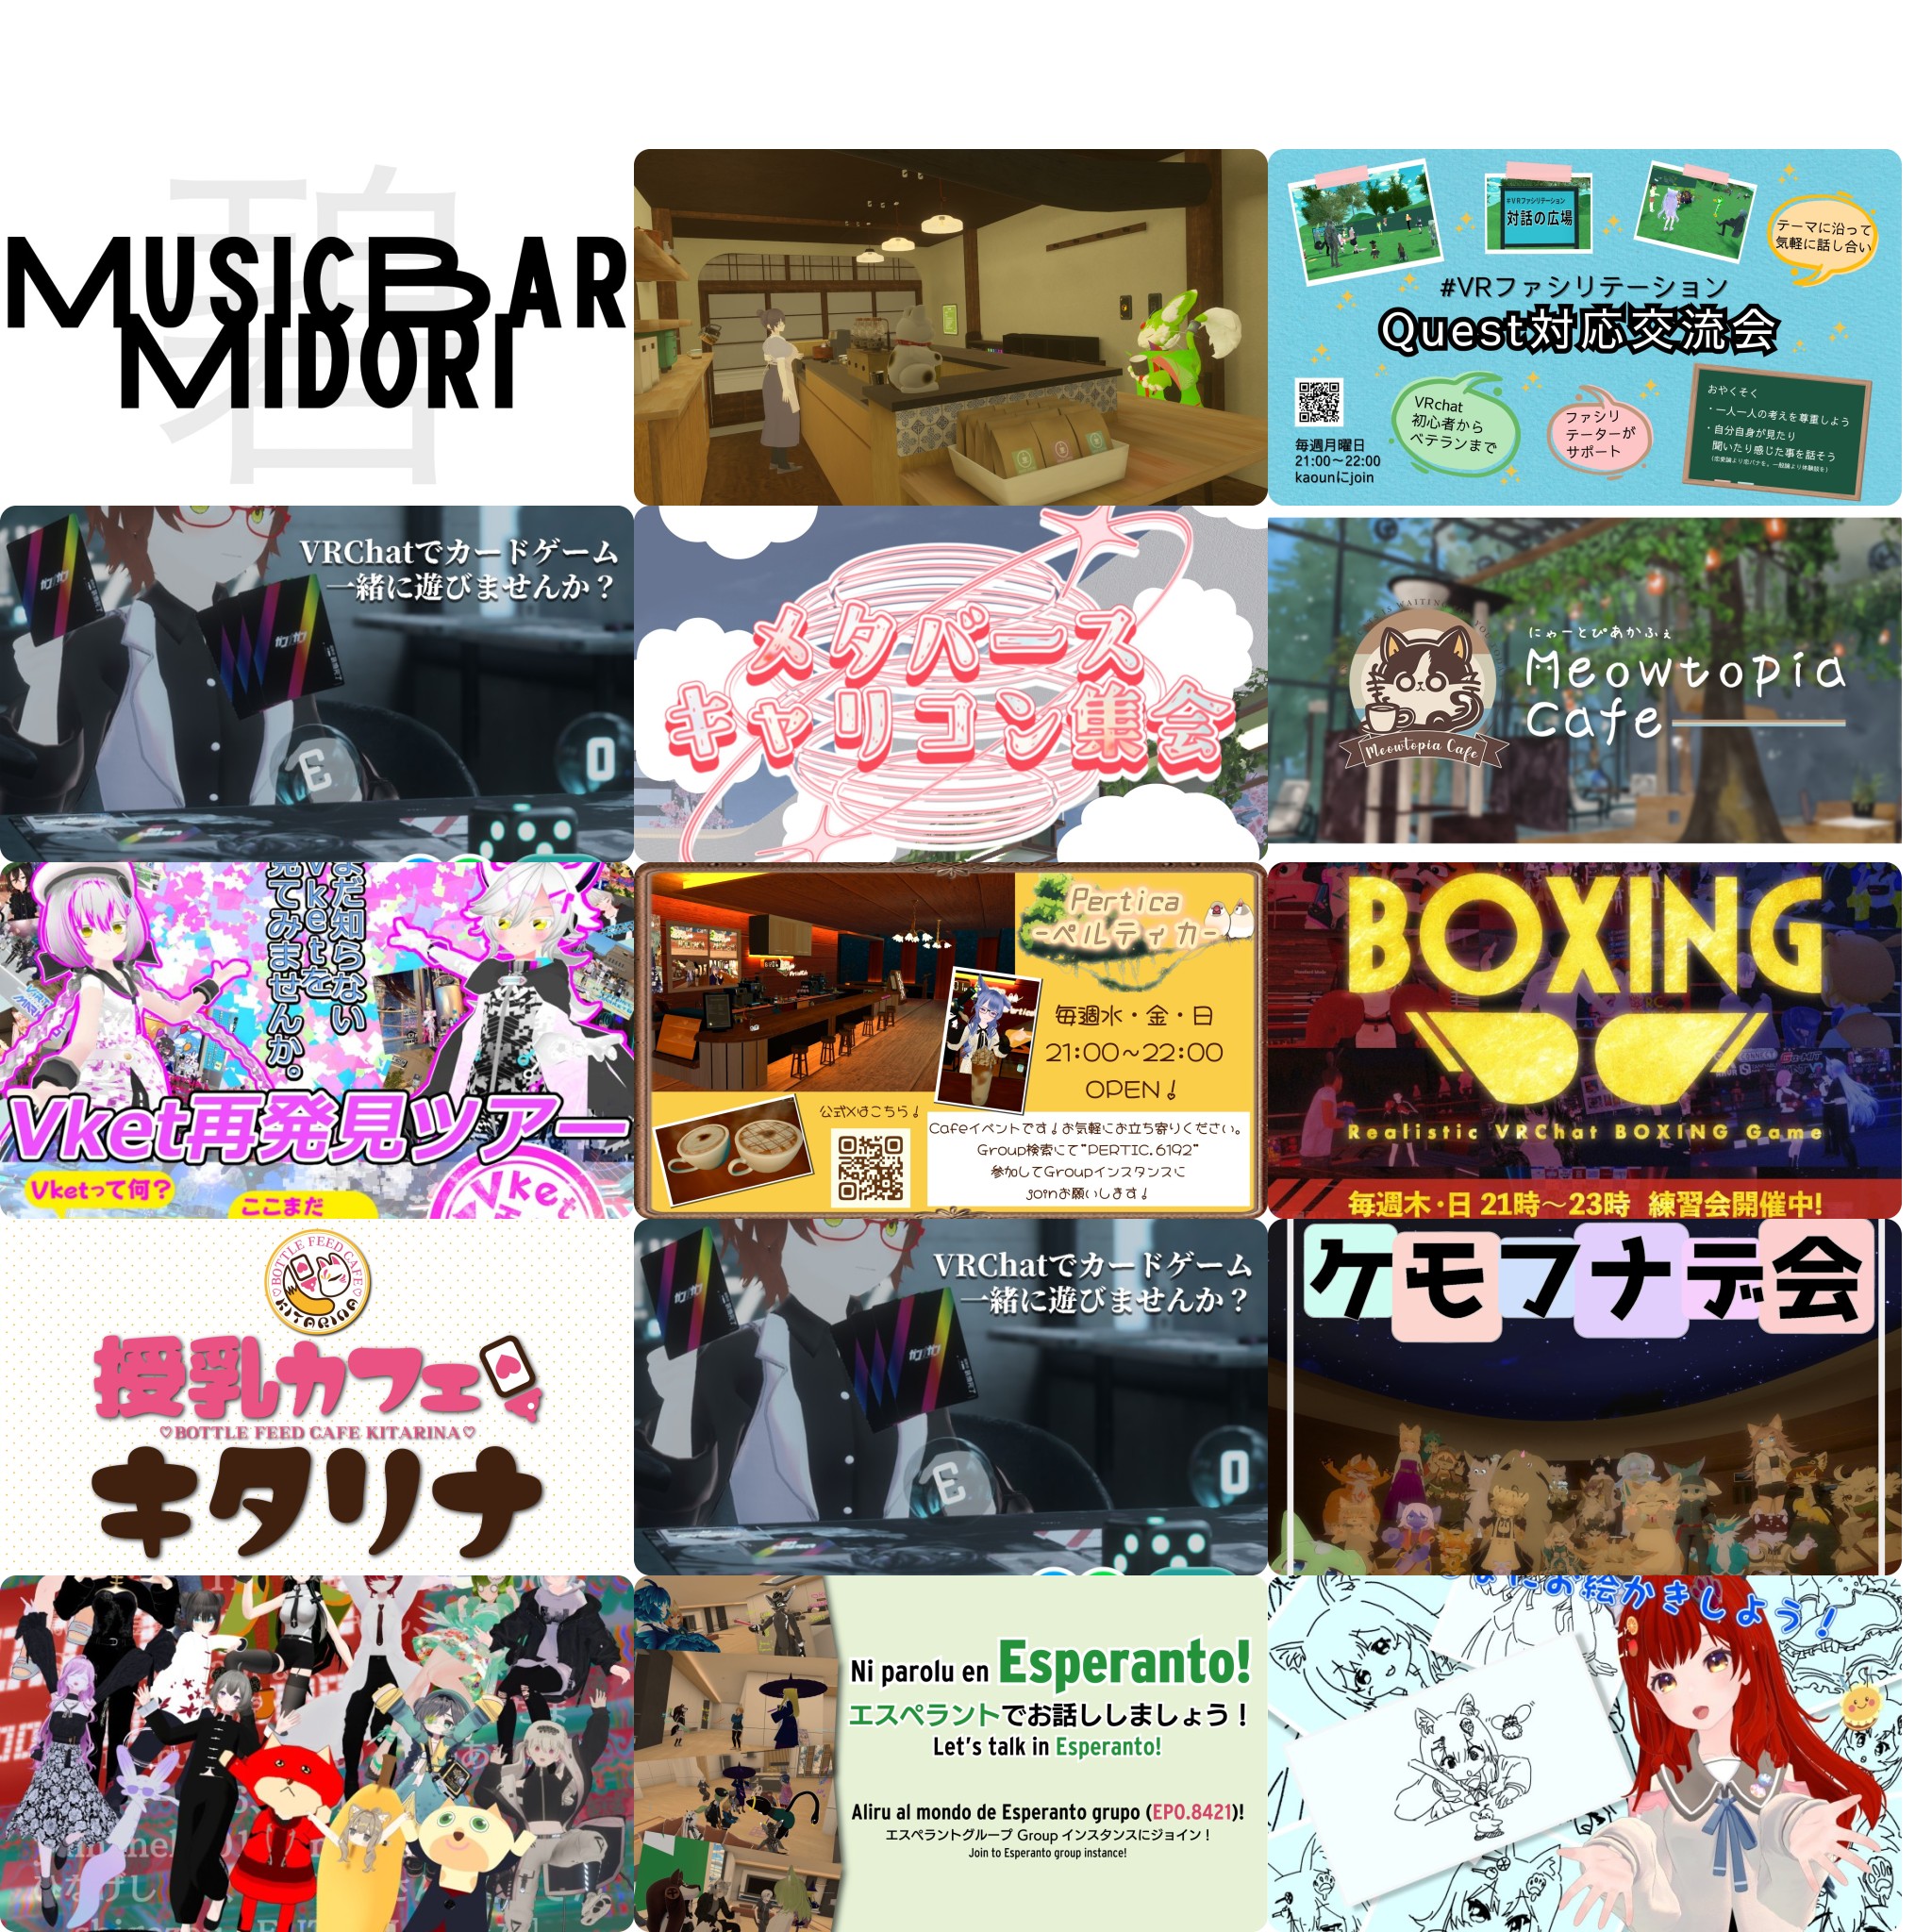 碧
MUSICBAR
MIDORI
#VRファシリテーション
対話の広場
テーマに沿って
気軽に話し合い
#VRファシリテーション
Quest対応交流会
VRchat
初心者から
ベテランまで
ファシリ
テーターが
サポート
おやくそく
・一人一人の考えを尊重しよう
・自分自身が見たり
聞いたり感じた事を話そう
毎週月曜日
21:00～22:00
kaounにjoin
VRChatでカードゲーム
一緒に遊びませんか？
E
O
メタバース
キャリコン集会
にゃーとぴあかふぇ
Meowtopia
Cafe
Meowtopia Cafe
まだ知らない
Vketを
見てみませんか。
Vket再発見ツアー
Vketって何？
ここまだ
Vket
Pertica
-ペルティカ-
毎週水・金・日
21:00～22:00
OPEN！
公式Xはこちら！
Cafeイベントです！お気軽にお立ち寄りください。
Group検索にて"PERTIC.6192"
参加してGroupインスタンスに
joinお願いします！
BOXING
Realistic VRChat BOXING Game
毎週木・日 21時～23時 練習会開催中!
BOTTLE FEED CAFE
KITARINA
授乳カフェ
♡BOTTLE FEED CAFE KITARINA♡
キタリナ
VRChatでカードゲーム
一緒に遊びませんか？
E
O
ケモフナデ会
Ni parolu en Esperanto!
エスペラントでお話ししましょう！
Let's talk in Esperanto!
Aliru al mondo de Esperanto grupo (EPO.8421)!
エスペラントグループ Group インスタンスにジョイン！
Join to Esperanto group instance!
お絵かきしよう！